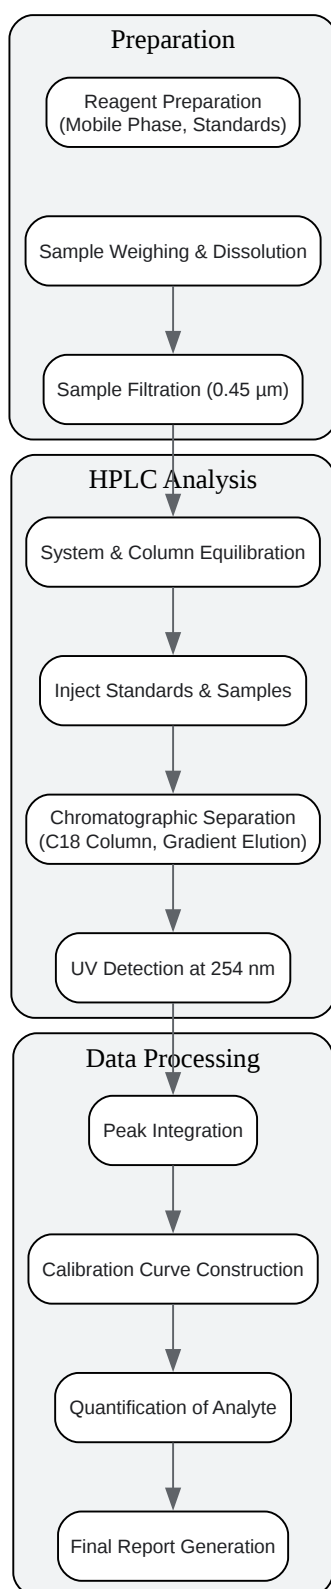 Preparation
Reagent Preparation
(Mobile Phase, Standards)
Sample Weighing & Dissolution
Sample Filtration (0.45 µm)
HPLC Analysis
System & Column Equilibration
Inject Standards & Samples
Chromatographic Separation
(C18 Column, Gradient Elution)
UV Detection at 254 nm
Data Processing
Peak Integration
Calibration Curve Construction
Quantification of Analyte
Final Report Generation